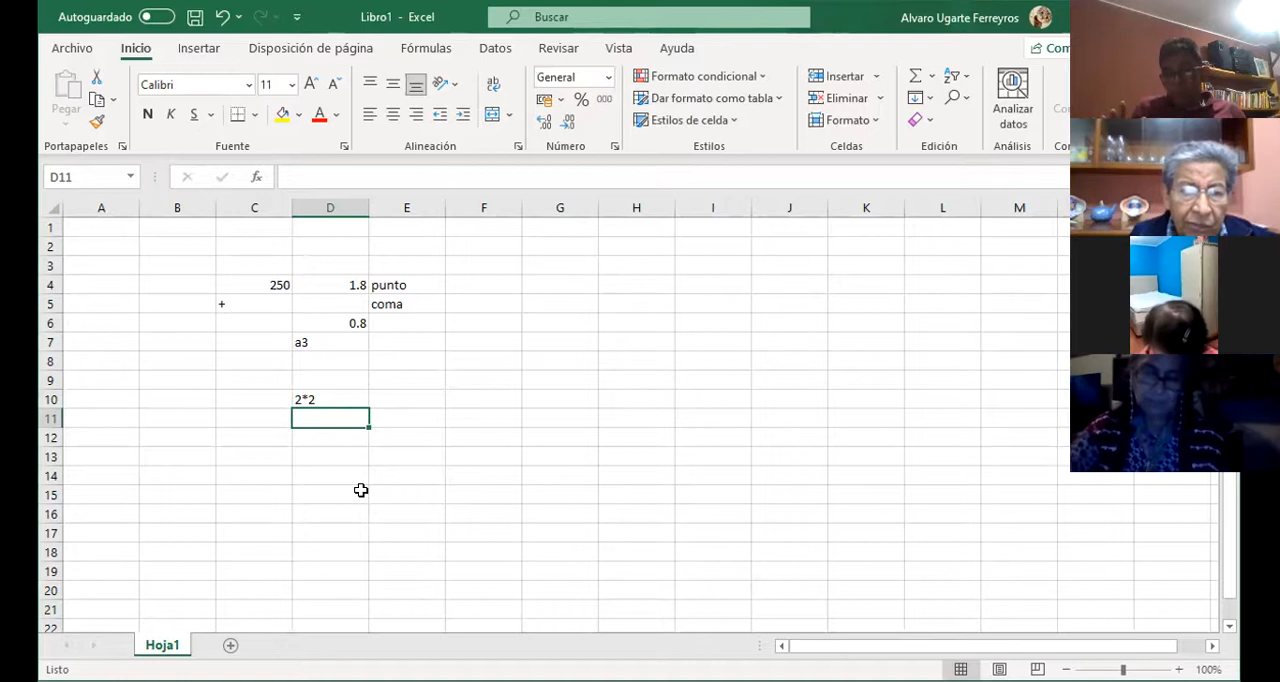 Autoguardado
Libro1 - Excel
Buscar
Alvaro Ugarte Ferreyros
Archivo Inicio Insertar Disposición de página Fórmulas Datos Revisar Vista Ayuda
Pegar
Calibri 11
N K S
General
% 000
Formato condicional
Dar formato como tabla
Estilos de celda
Insertar
Eliminar
Formato
Analizar
datos
Portapapeles Fuente Alineación Número Estilos Celdas Edición Análisis
D11
fx
A B C D E F G H I J K L M
1
2
3
4 250 1.8 punto
5 + coma
6 0.8
7 a3
8
9
10 2*2
11
12
13
14
15
16
17
18
19
20
21
22
Hoja1
Listo
100%